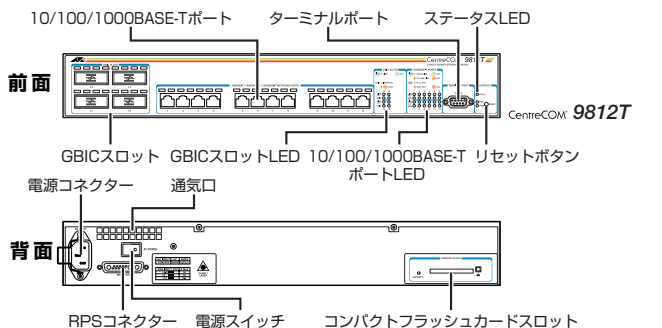 10/100/1000BASE-Tポート
ターミナルポート
ステータスLED
前面
CentreCOM 9812T
CentreCOM 9812T
GBICスロット
GBICスロットLED
10/100/1000BASE-T
ポートLED
リセットボタン
電源コネクター
通気口
背面
RPSコネクター
電源スイッチ
コンパクトフラッシュカードスロット